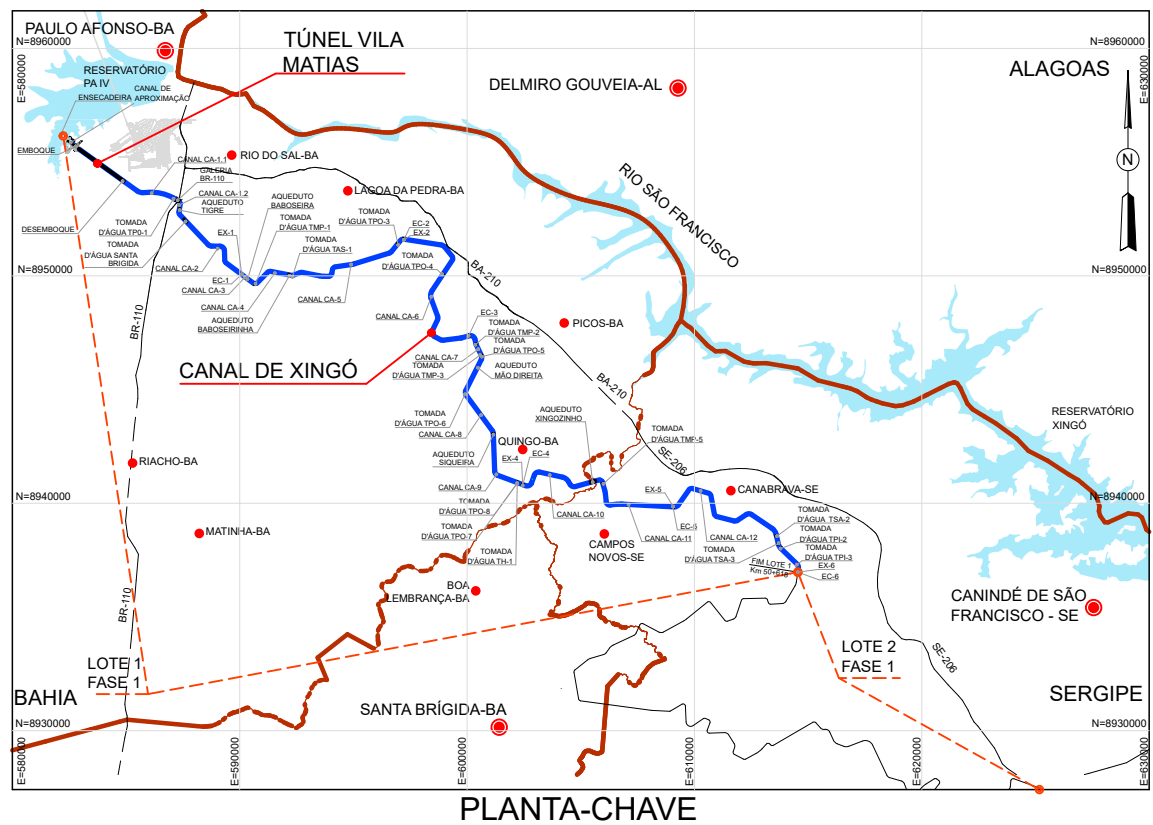 PAULO AFONSO-BA
N=8960000
E=580000
TÚNEL VILA
MATIAS
N=8960000
E=630000
ALAGOAS
DELMIRO GOUVEIA-AL
RESERVATÓRIO
PA IV
CANAL DE
APROXIMAÇÃO
ENSECADEIRA
EMBOQUE
N
CANAL CA-1.1
RIO DO SAL-BA
GALERIA
BR-110
LAGOA DA PEDRA-BA
RIO SÃO FRANCISCO
CANAL CA-1.2
AQUEDUTO
TIGRE
AQUEDUTO
BABOSEIRA
TOMADA
D'ÁGUA TMP-1
TOMADA
D'ÁGUA TAS-1
TOMADA
D'ÁGUA TPO-3
EC-2
EX-2
DESEMBOQUE
TOMADA
D'ÁGUA TP0-1
TOMADA
D'ÁGUA SANTA
BRIGIDA
EX-1
CANAL CA-2
EC-1
CANAL CA-3
CANAL CA-4
AQUEDUTO
BABOSEIRINHA
CANAL CA-5
TOMADA
D'ÁGUA TPO-4
N=8950000
BA-210
N=8950000
CANAL CA-6
BR-110
EC-3
TOMADA
D'ÁGUA TMP-2
TOMADA
D'ÁGUA TPO-5
PICOS-BA
CANAL CA-7
TOMADA
D'ÁGUA TMP-3
AQUEDUTO
MÃO DIREITA
CANAL DE XINGÓ
BA-210
TOMADA
D'ÁGUA TPO-6
CANAL CA-8
AQUEDUTO
XINGOZINHO
TOMADA
D'ÁGUA TMF-5
RESERVATÓRIO
XINGÓ
AQUEDUTO
SIQUEIRA
QUINGO-BA
EX-4
EC-4
SE-206
RIACHO-BA
CANAL CA-9
EX-5
CANABRAVA-SE
N=8940000
TOMADA
D'ÁGUA TPO-8
CANAL CA-10
N=8940000
TOMADA
D'ÁGUA TPO-7
CANAL CA-11
EC-5
CANAL CA-12
TOMADA
D'ÁGUA TSA-2
MATINHA-BA
TOMADA
D'ÁGUA TH-1
CAMPOS
NOVOS-SE
TOMADA
D'ÁGUA TSA-3
TOMADA
D'ÁGUA TPI-2
TOMADA
D'ÁGUA TPI-3
FIM LOTE 1
Km 50+816
EX-6
EC-6
BOA
LEMBRANÇA-BA
CANINDÉ DE SÃO
FRANCISCO - SE
BR-110
LOTE 1
FASE 1
LOTE 2
FASE 1
SE-206
BAHIA
SERGIPE
SANTA BRÍGIDA-BA
N=8930000
N=8930000
E=580000
E=590000
E=600000
E=610000
E=620000
E=630000
PLANTA-CHAVE